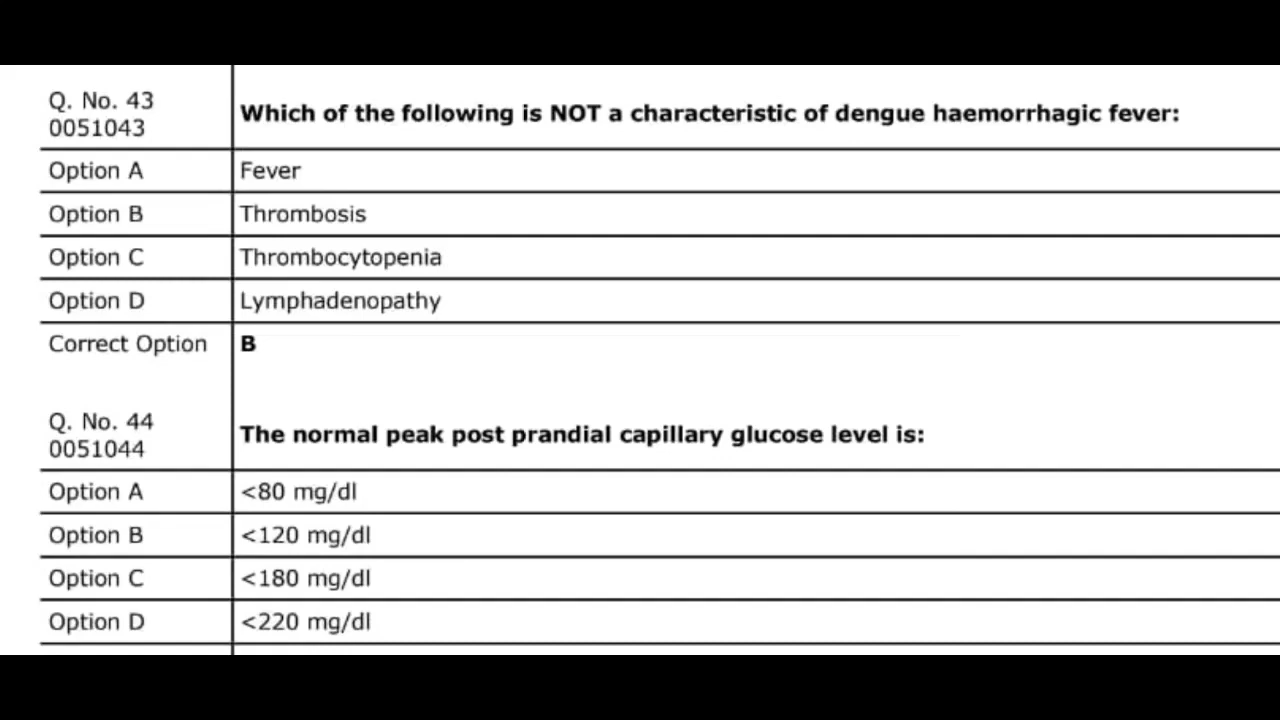 Q. No. 43
0051043
Which of the following is NOT a characteristic of dengue haemorrhagic fever:
Option A
Fever
Option B
Thrombosis
Option C
Thrombocytopenia
Option D
Lymphadenopathy
Correct Option
B
Q. No. 44
0051044
The normal peak post prandial capillary glucose level is:
Option A
<80 mg/dl
Option B
<120 mg/dl
Option C
<180 mg/dl
Option D
<220 mg/dl